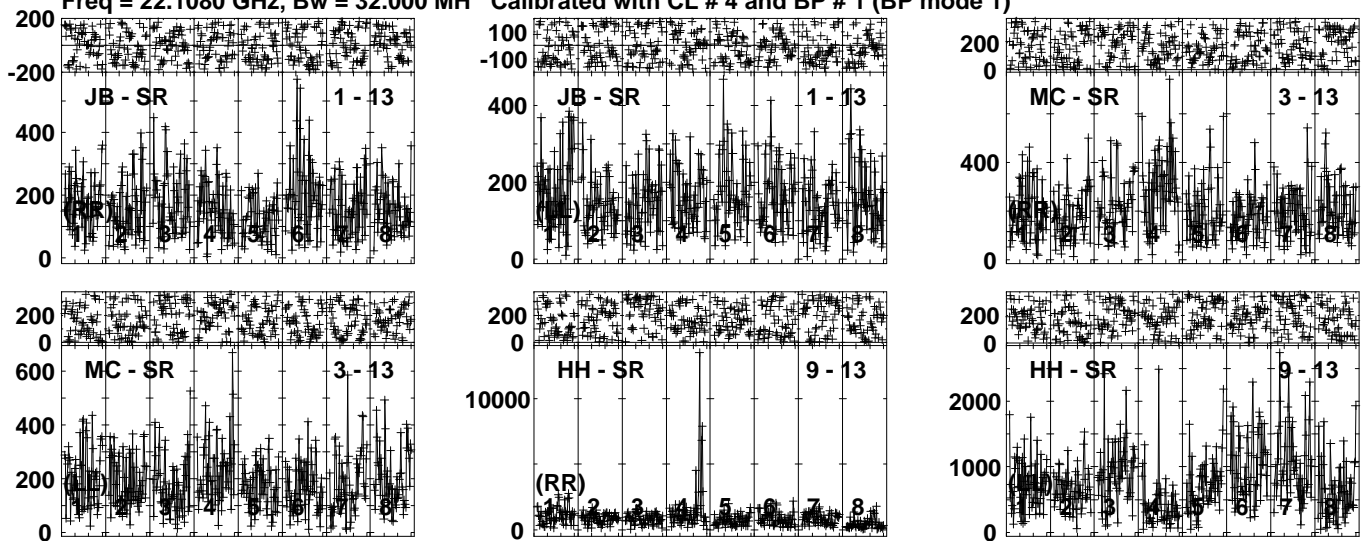 Freq = 22.1080 GHz, Bw = 32.000 MH Calibrated with CL # 4 and BP # 1 (BP mode 1)
200
-200
JB - SR 1 - 13
400
200
0
(RR)
1 2 3 4 5 6 7 8
100
-100
JB - SR 1 - 13
400
200
0
(LL)
1 2 3 4 5 6 7 8
200
0
MC - SR 3 - 13
400
0
(RR)
1 2 3 4 5 6 7 8
200
0
MC - SR 3 - 13
600
400
200
0
(LL)
1 2 3 4 5 6 7 8
200
0
HH - SR 9 - 13
10000
0
(RR)
1 2 3 4 5 6 7 8
200
0
HH - SR 9 - 13
2000
1000
0
(LL)
1 2 3 4 5 6 7 8